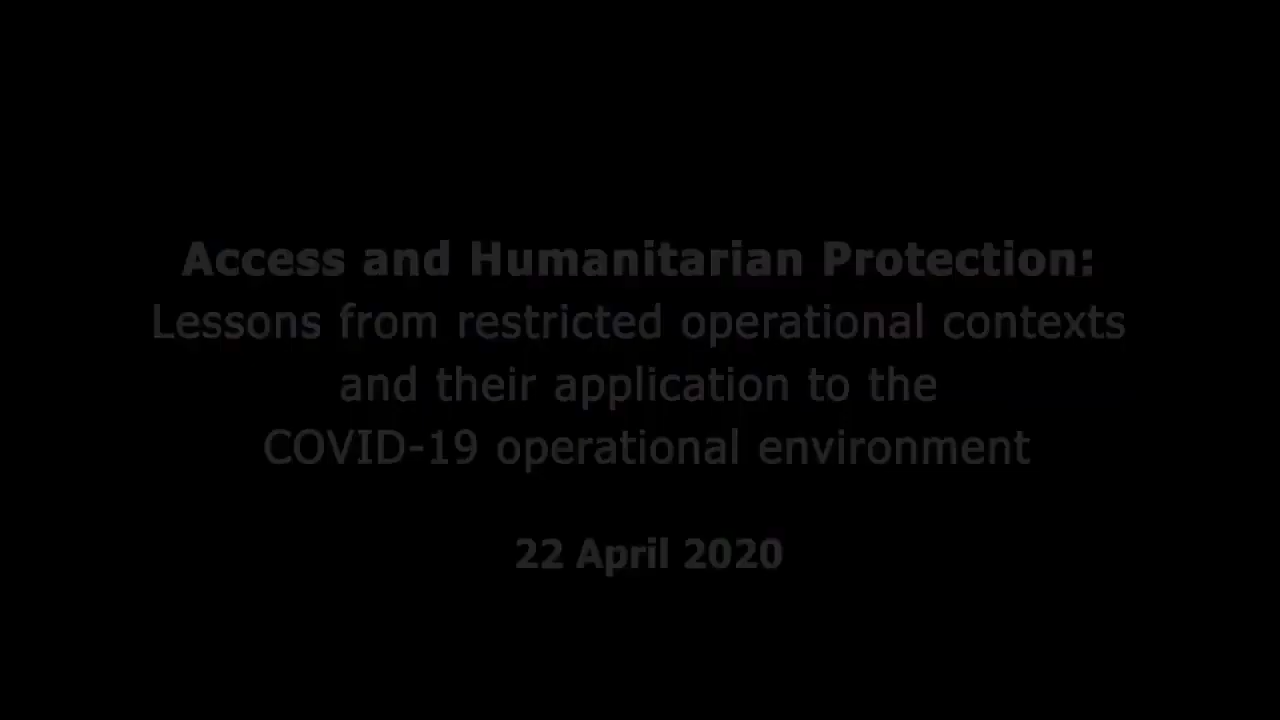 Access and Humanitarian Protection:
Lessons from restricted operational contexts
and their application to the
COVID-19 operational environment
22 April 2020